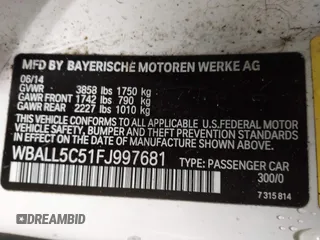 MFD BY BAYERISCHE MOTOREN WERKE AG
06/14
GVWR 3858 lbs 1750 kg
GAWR FRONT 1742 lbs 790 kg
GAWR REAR 2227 lbs 1010 kg
THIS VEHICLE CONFORMS TO ALL APPLICABLE
U.S.FEDERAL MOTOR VEHICLE SAFETY, BUMPER, AND
THEFT PREVENTION STANDARDS IN EFFECT ON THE
DATE OF MANUFACTURE SHOWN ABOVE.
WBALL5C51FJ997681 TYPE: PASSENGER CAR
300/0
7 315 814
DREAMBID